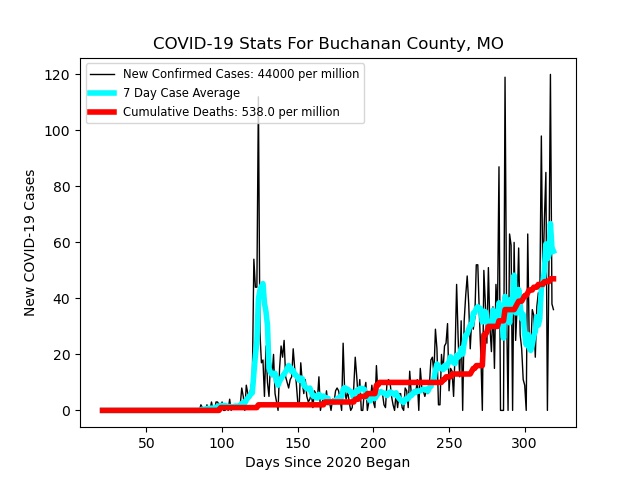 COVID-19 Stats For Buchanan County, MO
New Confirmed Cases: 44000 per million
7 Day Case Average
Cumulative Deaths: 538.0 per million
New COVID-19 Cases
120
100
80
60
40
20
0
50 100 150 200 250 300
Days Since 2020 Began